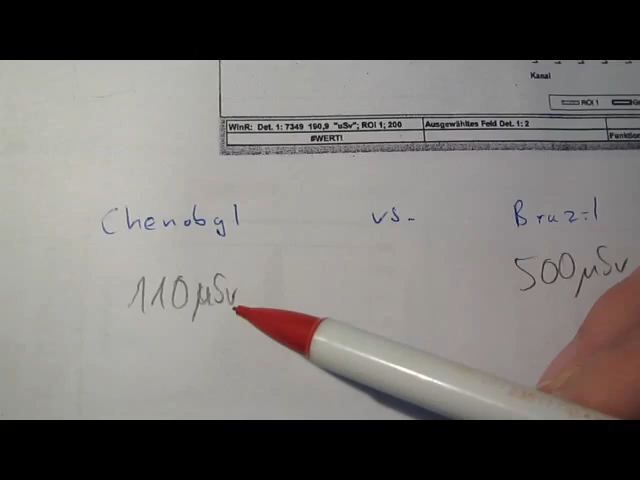 Kanal
ROI 1
WinR: Det. 1: 7349 190,9 "uSv"; ROI 1; 200
Ausgewähltes Feld Det. 1: 2
#WERT!
Funktion
Chenobyl vs. Brazil
110µSv 500µSv